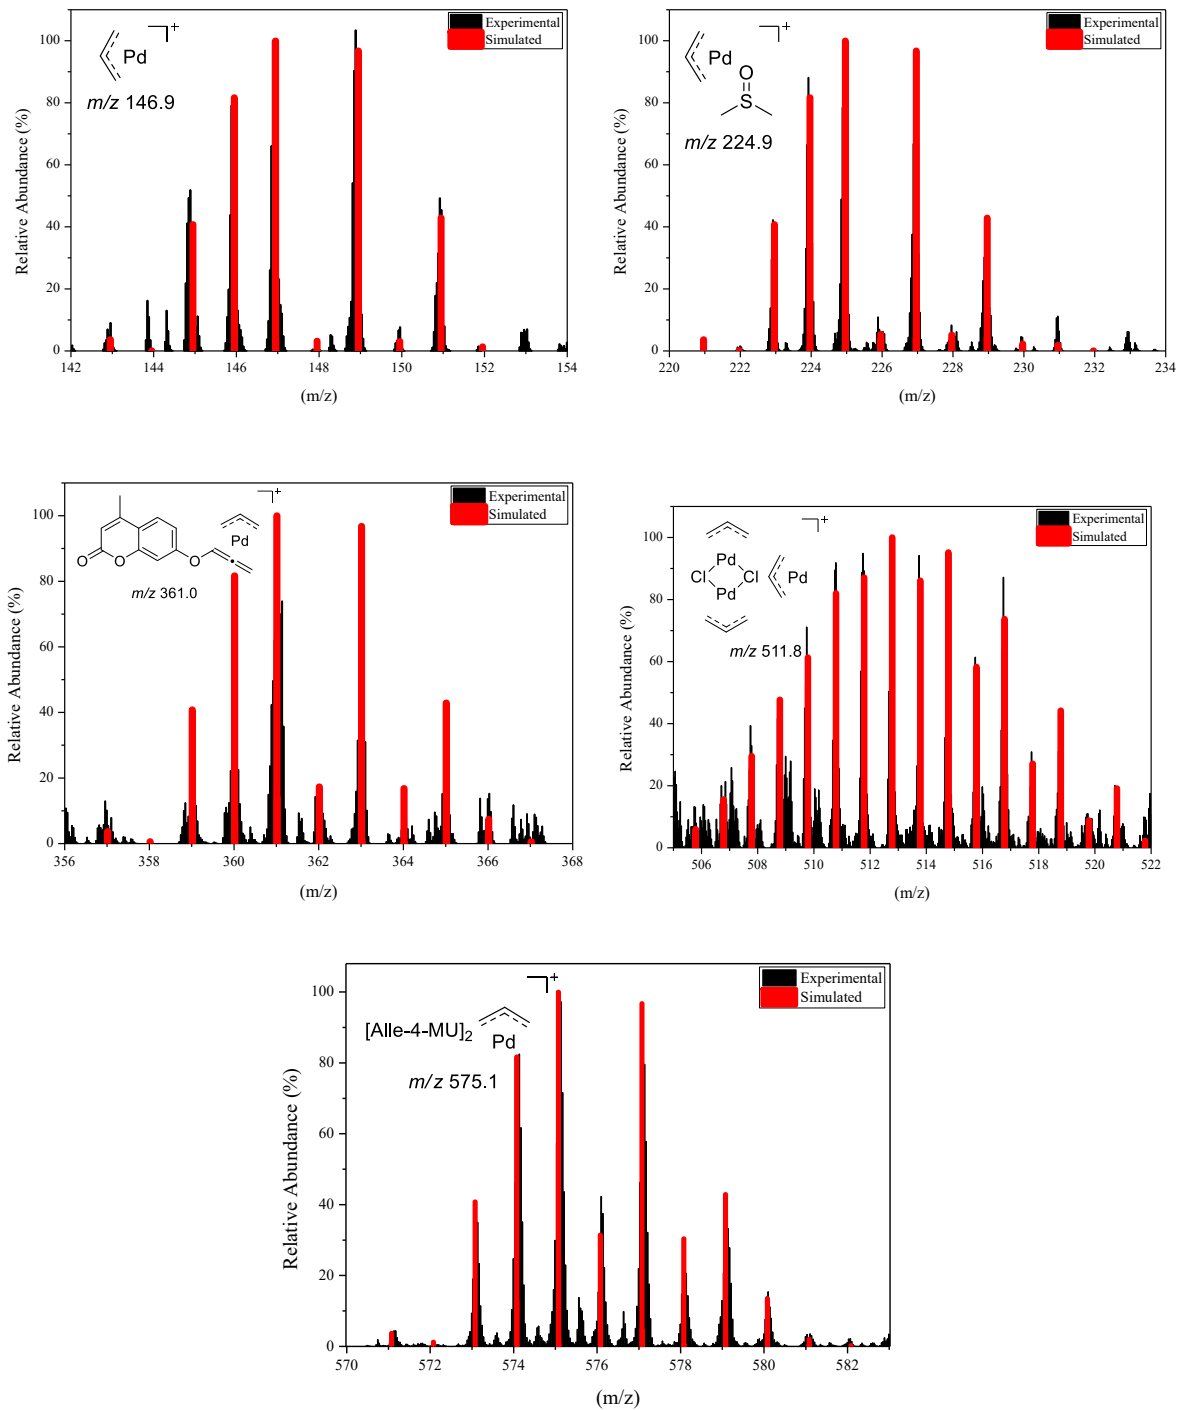 Experimental
Simulated
Pd
+
m/z 146.9
Relative Abundance (%)
100
80
60
40
20
0
142 144 146 148 150 152 154
(m/z)
Experimental
Simulated
Pd
+
O
S
m/z 224.9
Relative Abundance (%)
100
80
60
40
20
0
220 222 224 226 228 230 232 234
(m/z)
Experimental
Simulated
+
Pd
O O O
m/z 361.0
Relative Abundance (%)
100
80
60
40
20
0
356 358 360 362 364 366 368
(m/z)
Experimental
Simulated
+
Pd
Cl Cl Pd
Pd
m/z 511.8
Relative Abundance (%)
100
80
60
40
20
0
506 508 510 512 514 516 518 520 522
(m/z)
Experimental
Simulated
+
[Alle-4-MU]2
Pd
m/z 575.1
Relative Abundance (%)
100
80
60
40
20
0
570 572 574 576 578 580 582
(m/z)